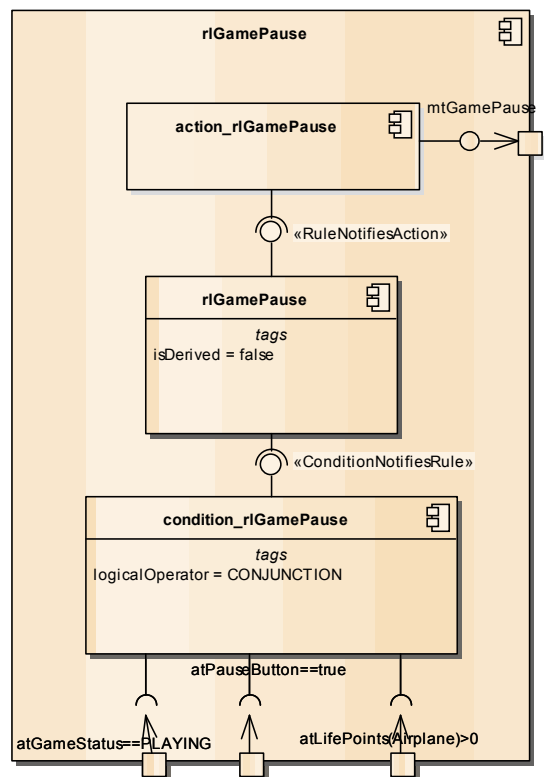 rlGamePause
mtGamePause
action_rlGamePause
«RuleNotifiesAction»
rlGamePause
tags
isDerived = false
«ConditionNotifiesRule»
condition_rlGamePause
tags
logicalOperator = CONJUNCTION
atPauseButton==true
atGameStatus==PLAYING
atLifePoints(Airplane)>0